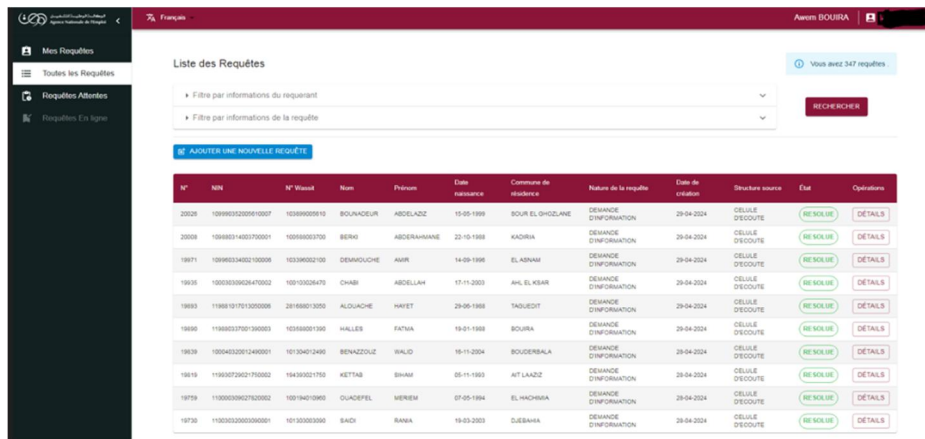 Agence Nationale de l'Emploi
Français
Awem BOUIRA
Mes Requêtes
Toutes les Requêtes
Requêtes Attentes
Requêtes En ligne
Liste des Requêtes
Vous avez 347 requêtes .
Filtre par informations du requerant
Filtre par informations de la requête
RECHERCHER
AJOUTER UNE NOUVELLE REQUÊTE
N° NIN N° Wassit Nom Prénom Date naissance Commune de résidence Nature de la requête Date de création Structure source État Opérations
BOUNADEUR ABDELAZIZ 15-05-1999 SOUR EL GHOZLANE DEMANDE D'INFORMATION 29-04-2024 CELULE D'ECOUTE RESOLUE DÉTAILS
20008 BERKI ABDERAHMANE 22-10-1988 KADIRIA DEMANDE D'INFORMATION 29-04-2024 CELULE D'ECOUTE RESOLUE DÉTAILS
19971 DEMMOUCHE AMIR 14-09-1996 EL ASNAM DEMANDE D'INFORMATION 29-04-2024 CELULE D'ECOUTE RESOLUE DÉTAILS
19935 CHABI ABDELLAH 17-11-2003 AHL EL KSAR DEMANDE D'INFORMATION 29-04-2024 CELULE D'ECOUTE RESOLUE DÉTAILS
19893 ALOUACHE HAYET 29-06-1988 TAGUEDIT DEMANDE D'INFORMATION 29-04-2024 CELULE D'ECOUTE RESOLUE DÉTAILS
19890 HALLES FATMA 19-01-1988 BOUIRA DEMANDE D'INFORMATION 29-04-2024 CELULE D'ECOUTE RESOLUE DÉTAILS
19839 BENAZZOUZ WALID 16-11-2004 BOUDERBALA DEMANDE D'INFORMATION 28-04-2024 CELULE D'ECOUTE RESOLUE DÉTAILS
19819 KETTAB SIHAM 05-11-1993 AIT LAAZIZ DEMANDE D'INFORMATION 28-04-2024 CELULE D'ECOUTE RESOLUE DÉTAILS
19759 OUADEFEL MERIEM 07-05-1994 EL HACHIMIA DEMANDE D'INFORMATION 28-04-2024 CELULE D'ECOUTE RESOLUE DÉTAILS
19730 SAIDI RANIA 19-03-2003 DJEBAHIA DEMANDE D'INFORMATION 28-04-2024 CELULE D'ECOUTE RESOLUE DÉTAILS